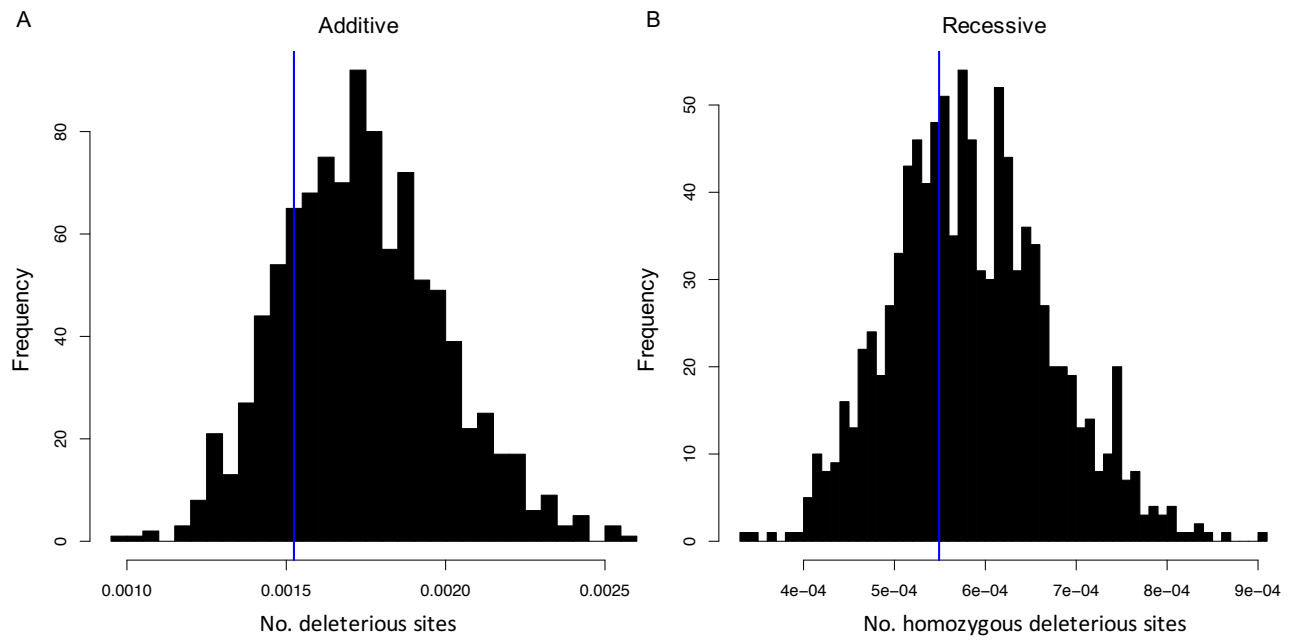 A
Additive
Frequency
0
20
40
60
80
0.0010
0.0015
0.0020
0.0025
No. deleterious sites
B
Recessive
Frequency
0
10
20
30
40
50
4e−04
5e−04
6e−04
7e−04
8e−04
9e−04
No. homozygous deleterious sites